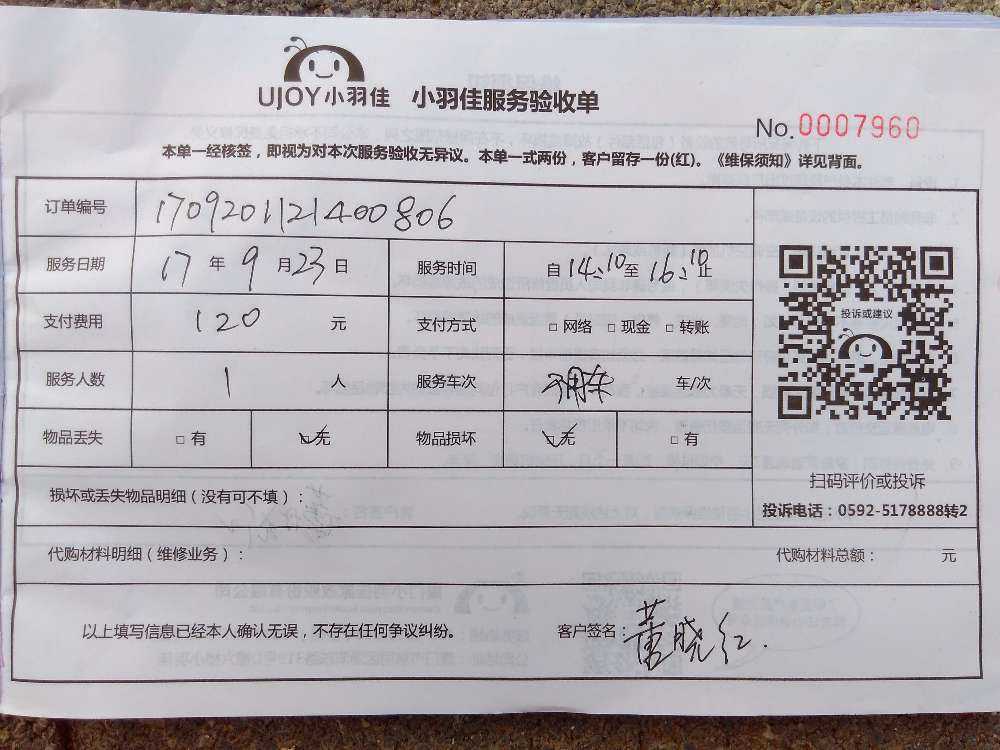 UJOY小羽佳 小羽佳服务验收单
No.0007960
本单一经核签，即视为对本次服务验收无异议。本单一式两份，客户留存一份(红)。《维保须知》详见背面。
订单编号 170920112140​0806
服务日期 17 年 9 月 23 日 服务时间 自 14:10 至 16:10 止
支付费用 120 元 支付方式 □ 网络 □ 现金 □ 转账
投诉或建议
服务人数 1 人 服务车次 不用车 车/次
物品丢失 □ 有 □ 无 物品损坏 □ 无 □ 有
扫码评价或投诉
损坏或丢失物品明细（没有可不填）：
投诉电话：0592-5178888转2
代购材料明细（维修业务）： 代购材料总额： 元
以上填写信息已经本人确认无误，不存在任何争议纠纷。 客户签名：黄晓红.